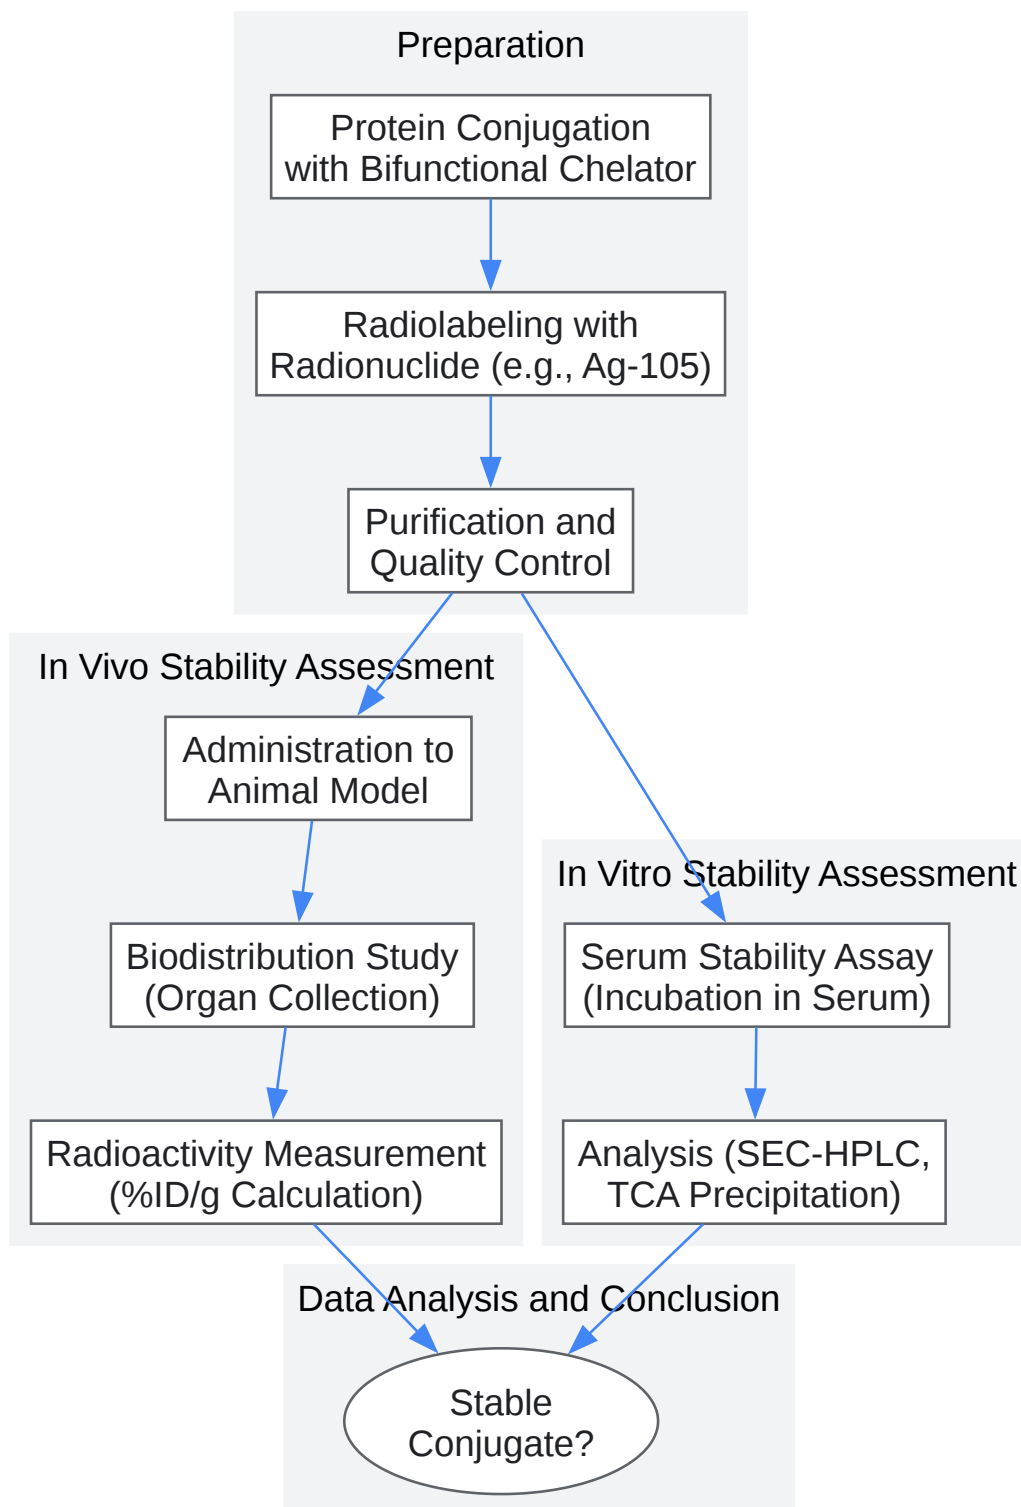 Preparation
Protein Conjugation
with Bifunctional Chelator
Radiolabeling with
Radionuclide (e.g., Ag-105)
Purification and
Quality Control
In Vivo Stability Assessment
Administration to
Animal Model
Biodistribution Study
(Organ Collection)
Radioactivity Measurement
(%ID/g Calculation)
In Vitro Stability Assessment
Serum Stability Assay
(Incubation in Serum)
Analysis (SEC-HPLC,
TCA Precipitation)
Data Analysis and Conclusion
Stable
Conjugate?